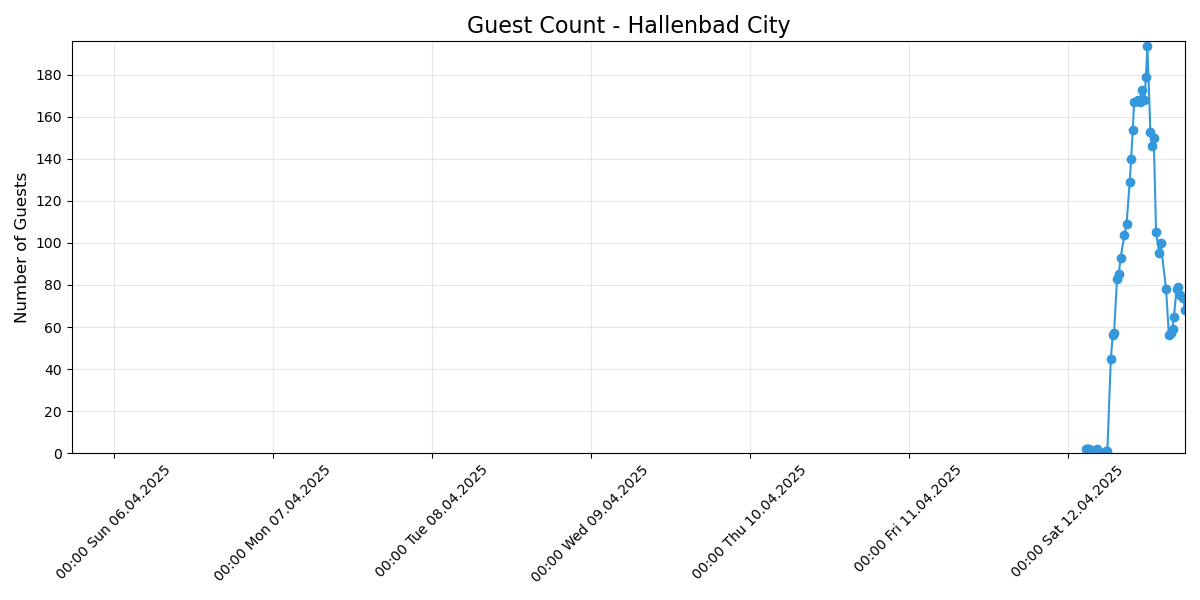 Guest Count - Hallenbad City
Number of Guests
180
160
140
120
100
80
60
40
20
0
00:00 Sun 06.04.2025
00:00 Mon 07.04.2025
00:00 Tue 08.04.2025
00:00 Wed 09.04.2025
00:00 Thu 10.04.2025
00:00 Fri 11.04.2025
00:00 Sat 12.04.2025